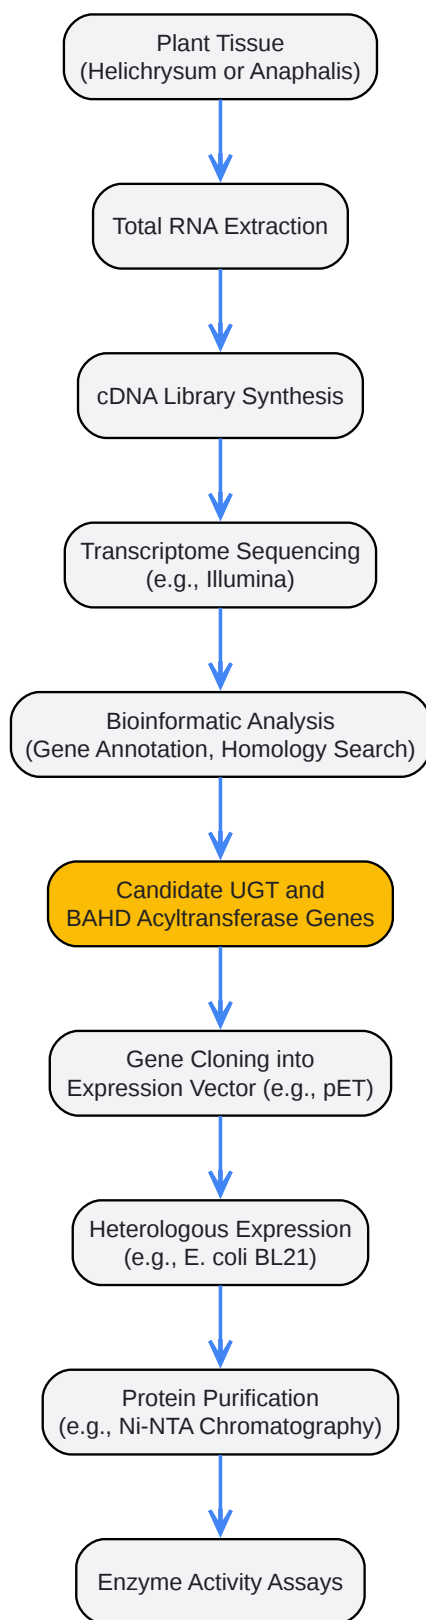 Plant Tissue
(Helichrysum or Anaphalis)
Total RNA Extraction
cDNA Library Synthesis
Transcriptome Sequencing
(e.g., Illumina)
Bioinformatic Analysis
(Gene Annotation, Homology Search)
Candidate UGT and
BAHD Acyltransferase Genes
Gene Cloning into
Expression Vector (e.g., pET)
Heterologous Expression
(e.g., E. coli BL21)
Protein Purification
(e.g., Ni-NTA Chromatography)
Enzyme Activity Assays